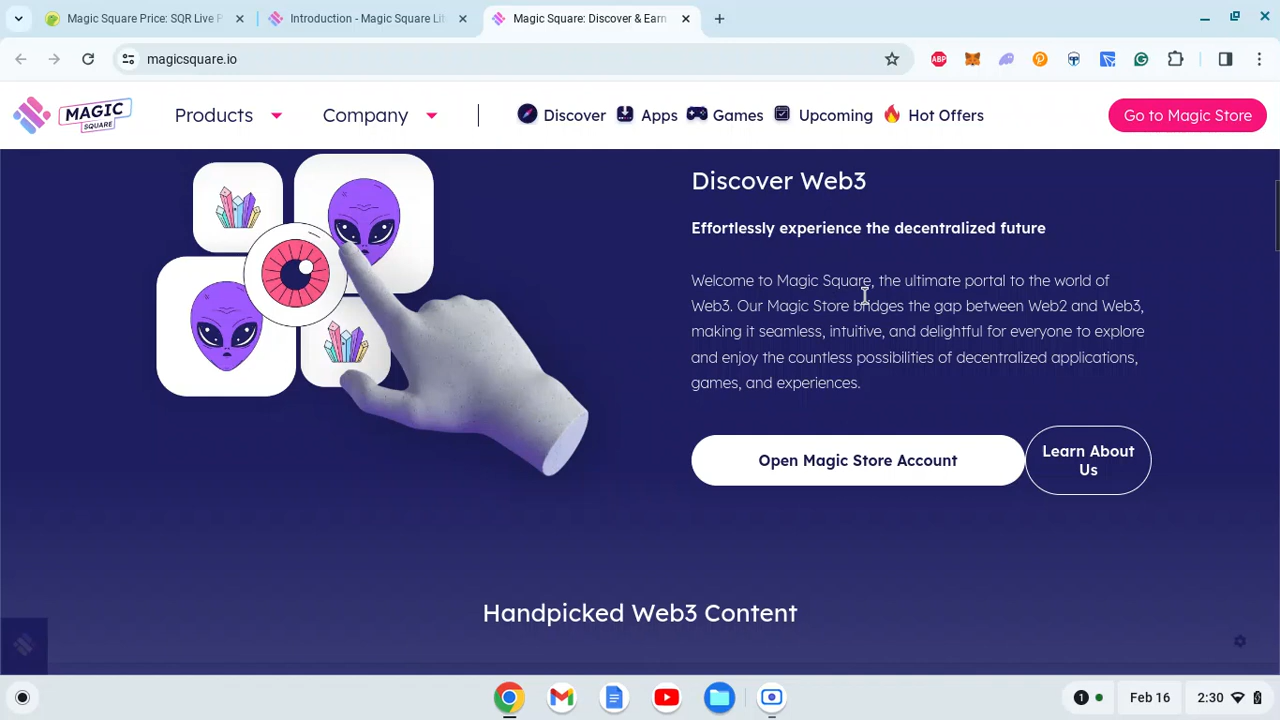 Magic Square Price: SQR Live P
Introduction - Magic Square Lit
Magic Square: Discover & Earn
magicsquare.io
ABP
MAGIC
SQUARE
Products
Company
Discover
Apps
Games
Upcoming
Hot Offers
Go to Magic Store
Discover Web3
Effortlessly experience the decentralized future
Welcome to Magic Square, the ultimate portal to the world of
Web3. Our Magic Store bridges the gap between Web2 and Web3,
making it seamless, intuitive, and delightful for everyone to explore
and enjoy the countless possibilities of decentralized applications,
games, and experiences.
Open Magic Store Account
Learn About
Us
Handpicked Web3 Content
1
Feb 16
2:30